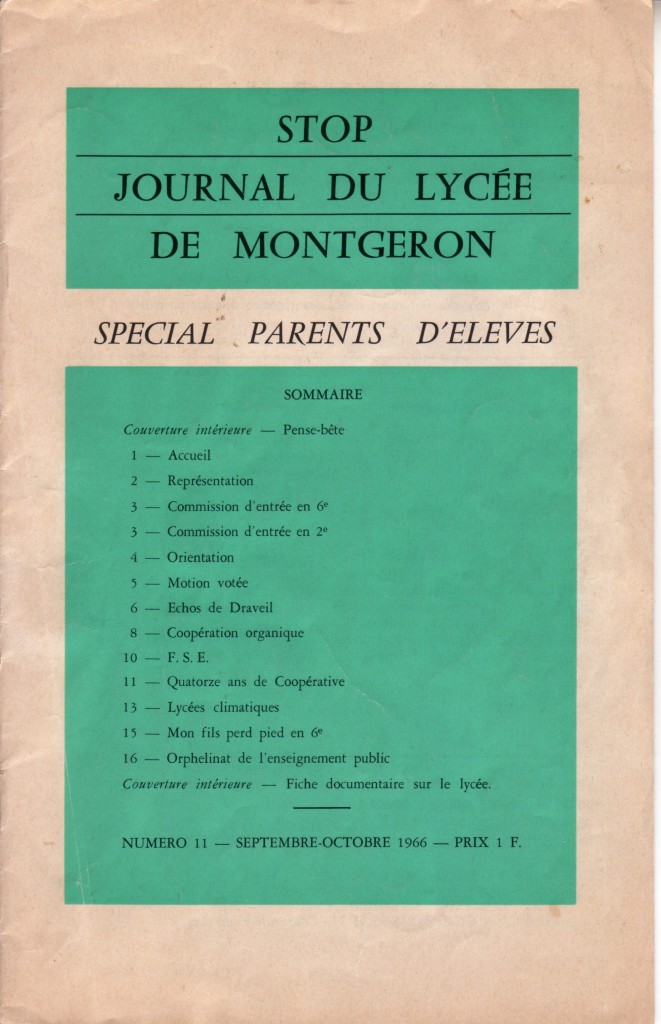 STOP
JOURNAL DU LYCÉE
DE MONTGERON
SPECIAL PARENTS D'ELEVES
SOMMAIRE
Couverture intérieure — Pense-bête
1 — Accueil
2 — Représentation
3 — Commission d'entrée en 6e
3 — Commission d'entrée en 2e
4 — Orientation
5 — Motion votée
6 — Echos de Draveil
8 — Coopération organique
10 — F. S. E.
11 — Quatorze ans de Coopérative
13 — Lycées climatiques
15 — Mon fils perd pied en 6e
16 — Orphelinat de l'enseignement public
Couverture intérieure — Fiche documentaire sur le lycée.
NUMERO 11 — SEPTEMBRE-OCTOBRE 1966 — PRIX 1 F.